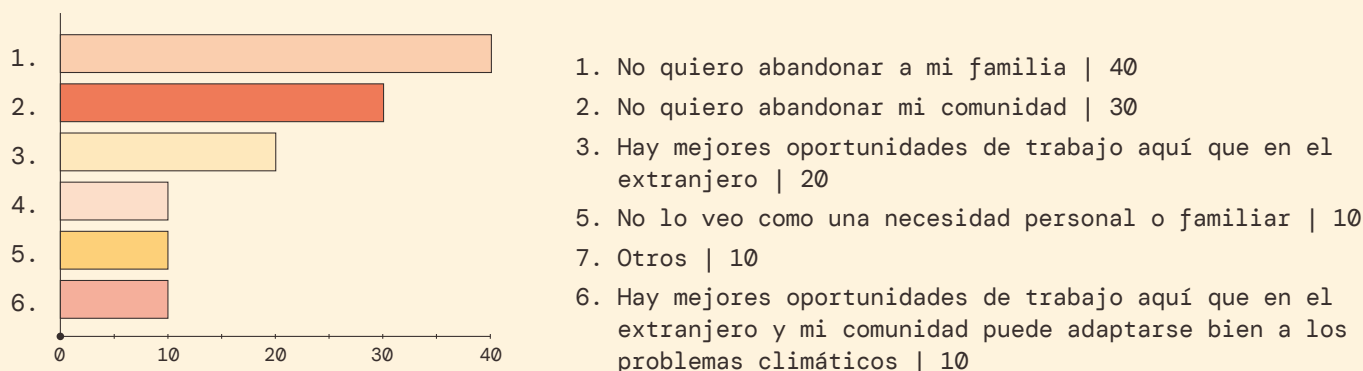 1.
2.
3.
4.
5.
6.
0 10 20 30 40
1. No quiero abandonar a mi familia | 40
2. No quiero abandonar mi comunidad | 30
3. Hay mejores oportunidades de trabajo aquí que en el
extranjero | 20
5. No lo veo como una necesidad personal o familiar | 10
7. Otros | 10
6. Hay mejores oportunidades de trabajo aquí que en el
extranjero y mi comunidad puede adaptarse bien a los
problemas climáticos | 10